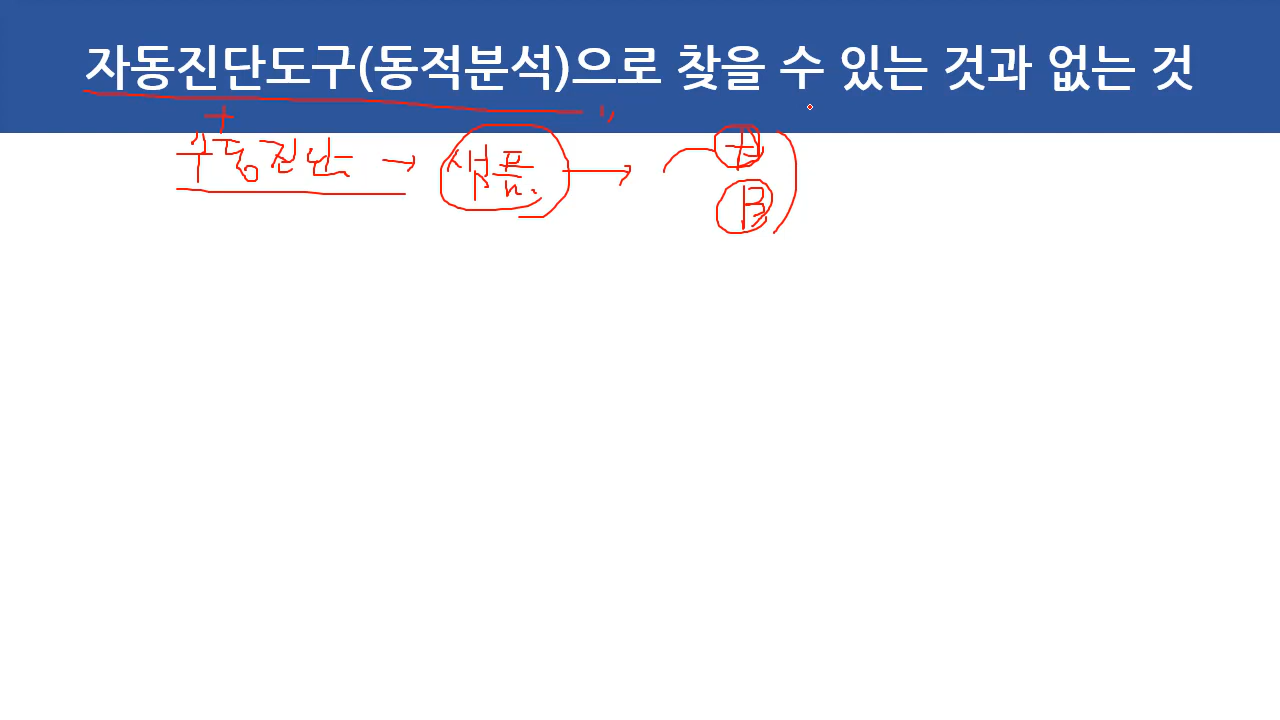 자동진단도구(동적분석)으로 찾을 수 있는 것과 없는 것
+
수동진단 → 샘플 →
B